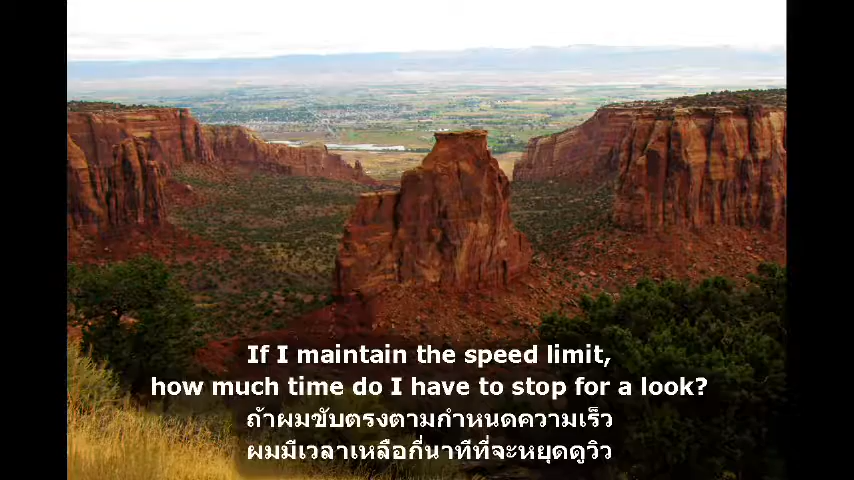 If I maintain the speed limit,
how much time do I have to stop for a look?
ถ้าผมขับตรงตามกำหนดความเร็ว
ผมมีเวลาเหลือกี่นาทีที่จะหยุดดูวิว